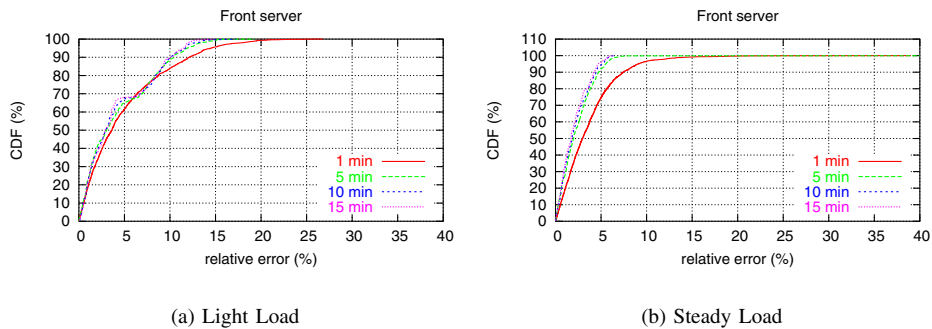 Front server
CDF (%)
100
90
80
70
60
50
40
30
20
10
0
1 min
5 min
10 min
15 min
0 5 10 15 20 25 30 35 40
relative error (%)
(a) Light Load
Front server
CDF (%)
110
100
90
80
70
60
50
40
30
20
10
0
1 min
5 min
10 min
15 min
0 5 10 15 20 25 30 35 40
relative error (%)
(b) Steady Load